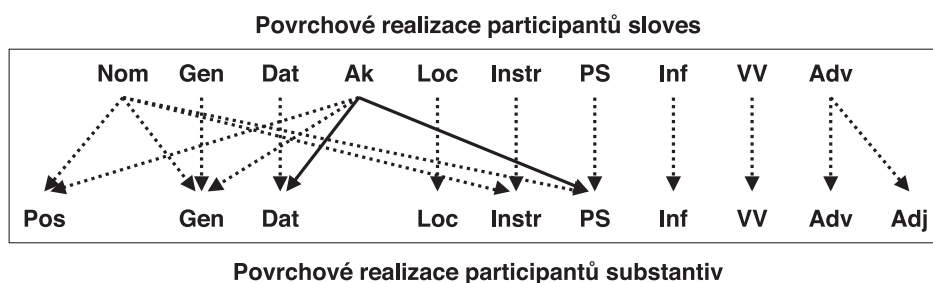 Povrchové realizace participantů sloves
Nom Gen Dat Ak Loc Instr PS Inf VV Adv
Pos Gen Dat Loc Instr PS Inf VV Adv Adj
Povrchové realizace participantů substantiv